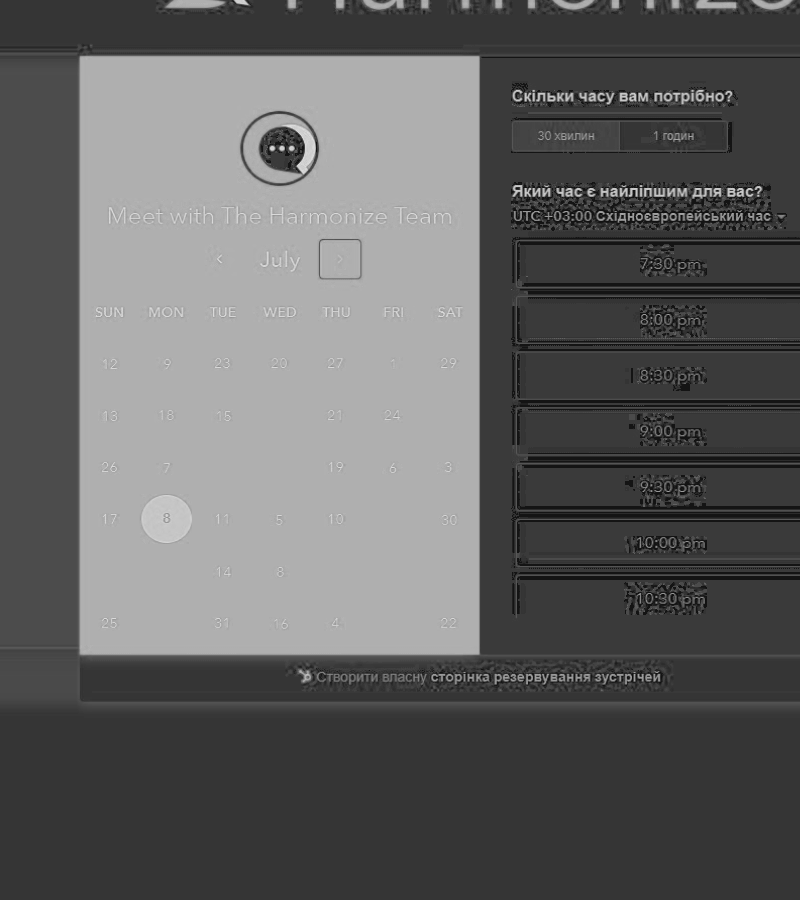 Harmonize
Meet with The Harmonize Team
July
SUN MON TUE WED THU FRI SAT
12 9 23 20 27 1 29
13 18 15 21 24
26 7 19 6 3
17 8 11 5 10 30
14 8
25 31 16 4 22
Скільки часу вам потрібно?
30 хвилин 1 годин
Який час є найліпшим для вас?
UTC +03:00 Східноєвропейський час
7:30 pm
8:00 pm
8:30 pm
9:00 pm
9:30 pm
10:00 pm
10:30 pm
Створити власну сторінка резервування зустрічей